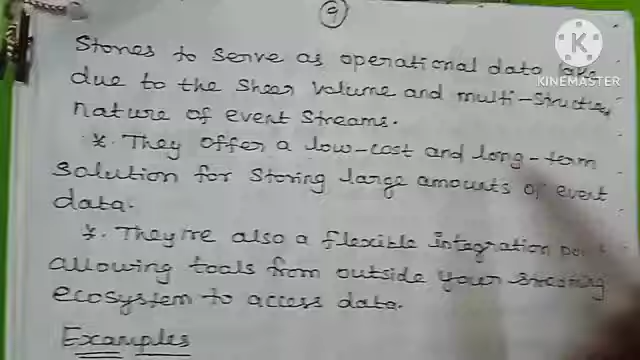 9
Stones to serve as operational data
due to the sheer volume and multi-
nature of event streams.
*. They offer a low-cost and long-term
solution for storing large amounts of event
data.
*. They're also a flexible integration
allowing tools from outside your
ecosystem to access data.
Examples
K
KINEMASTER